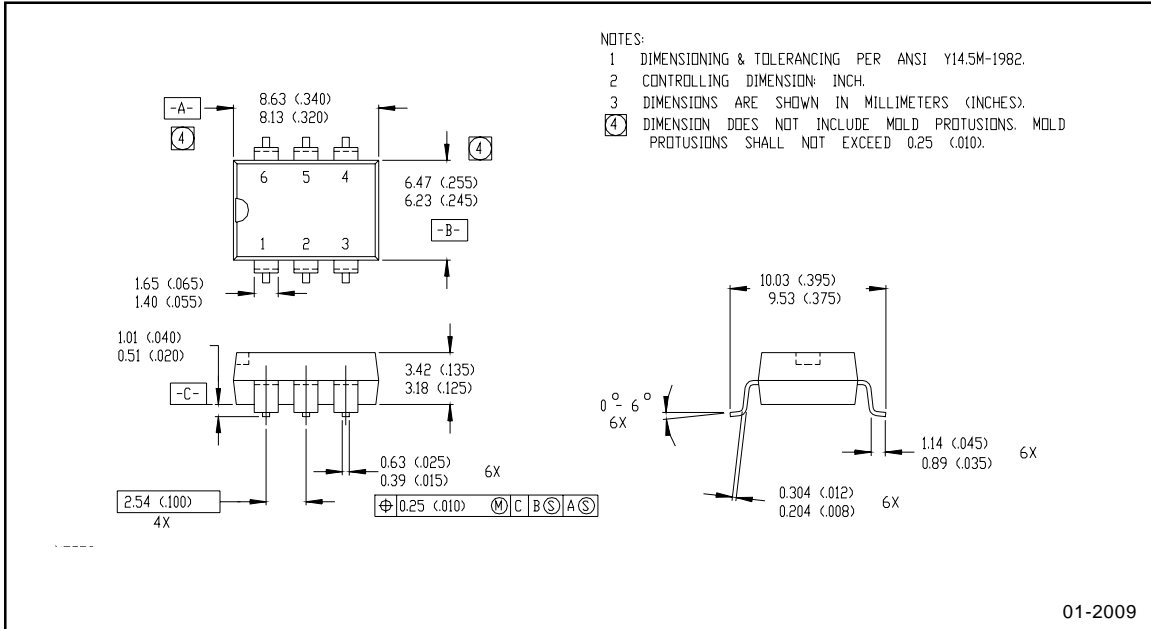 NOTES:
1 DIMENSIONING & TOLERANCING PER ANSI Y14.5M-1982.
2 CONTROLLING DIMENSION: INCH.
3 DIMENSIONS ARE SHOWN IN MILLIMETERS (INCHES).
4 DIMENSION DOES NOT INCLUDE MOLD PROTUSIONS. MOLD
PROTUSIONS SHALL NOT EXCEED 0.25 (.010).
-A-
8.63 (.340)
8.13 (.320)
4
4
6 5 4
6.47 (.255)
6.23 (.245)
-B-
1 2 3
1.65 (.065)
1.40 (.055)
1.01 (.040)
0.51 (.020)
-C-
3.42 (.135)
3.18 (.125)
0.63 (.025)
0.39 (.015)
6X
2.54 (.100)
4X
⌖ 0.25 (.010) Ⓜ C B Ⓢ A Ⓢ
10.03 (.395)
9.53 (.375)
0° - 6°
6X
1.14 (.045)
0.89 (.035)
6X
0.304 (.012)
0.204 (.008)
6X
01-2009